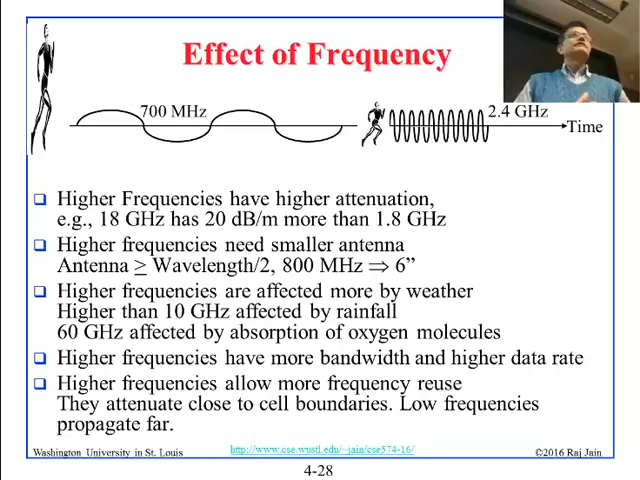 Effect of Frequency
700 MHz
2.4 GHz
Time
Higher Frequencies have higher attenuation,
e.g., 18 GHz has 20 dB/m more than 1.8 GHz
Higher frequencies need smaller antenna
Antenna ≥ Wavelength/2, 800 MHz ⇒ 6”
Higher frequencies are affected more by weather
Higher than 10 GHz affected by rainfall
60 GHz affected by absorption of oxygen molecules
Higher frequencies have more bandwidth and higher data rate
Higher frequencies allow more frequency reuse
They attenuate close to cell boundaries. Low frequencies
propagate far.
Washington University in St. Louis
http://www.cse.wustl.edu/~jain/cse574-16/
©2016 Raj Jain
4-28